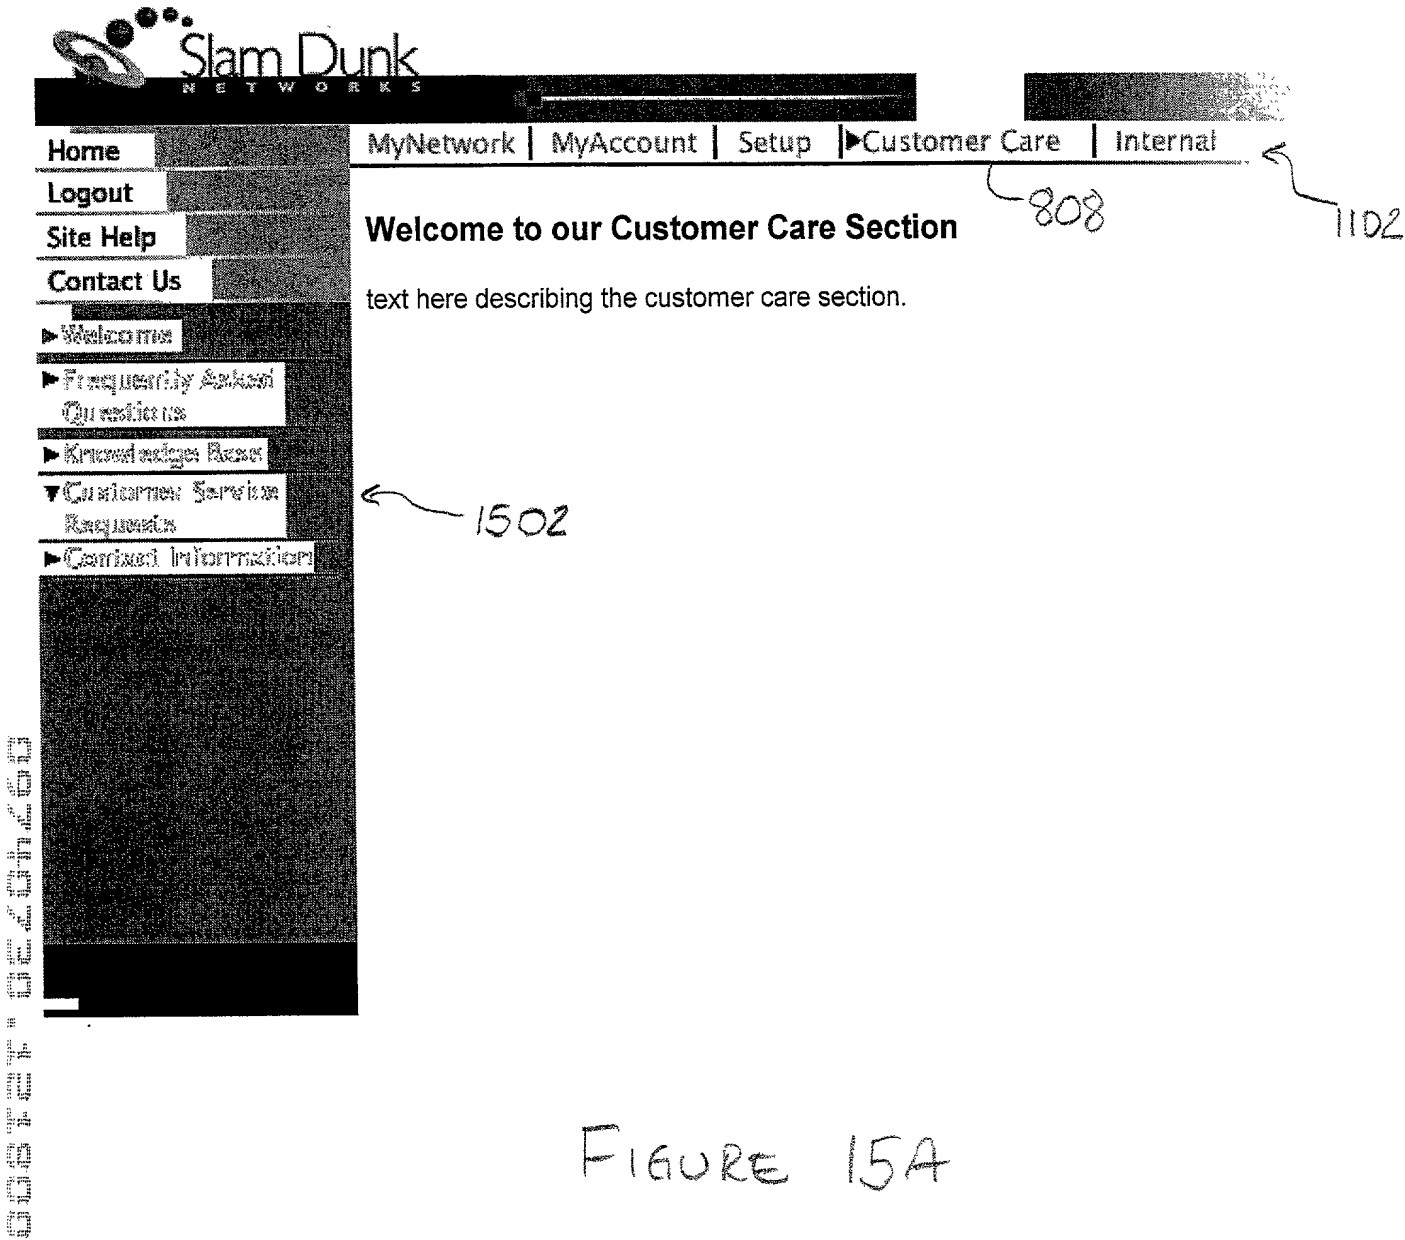 Slam Dunk
NETWORKS
MyNetwork MyAccount Setup Customer Care Internal
808
1102
Home
Logout
Site Help
Contact Us
Welcome
Frequently Asked
Questions
Knowledge Base
Customer Service
Requests
Contact Information
Welcome to our Customer Care Section
text here describing the customer care section.
1502
FIGURE 15A